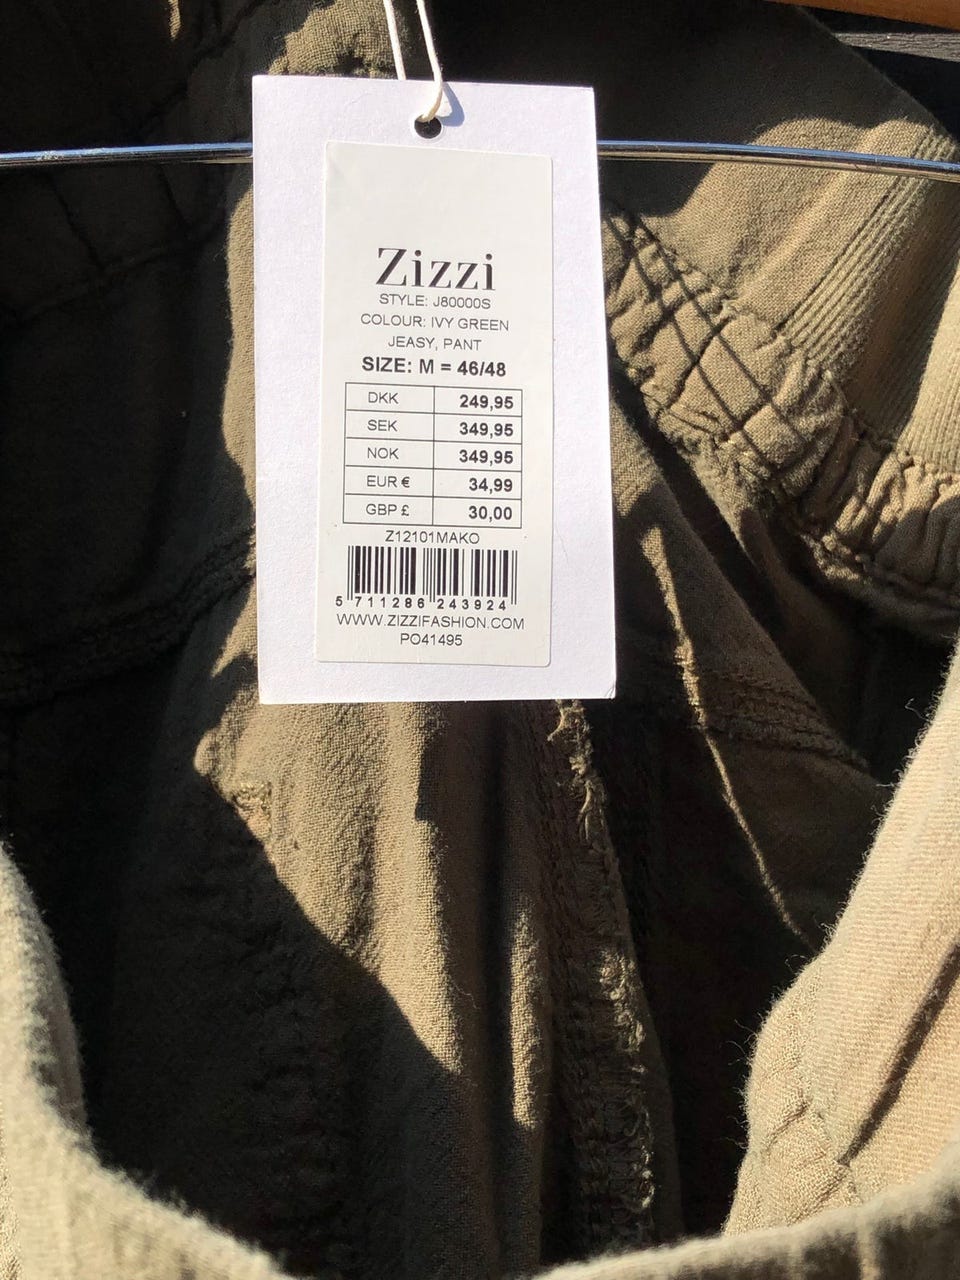 Zizzi
STYLE: J80000S
COLOUR: IVY GREEN
JEASY, PANT
SIZE: M = 46/48
DKK 249,95
SEK 349,95
NOK 349,95
EUR € 34,99
GBP £ 30,00
Z12101MAKO
5 711286 243924
WWW.ZIZZIFASHION.COM
PO41495